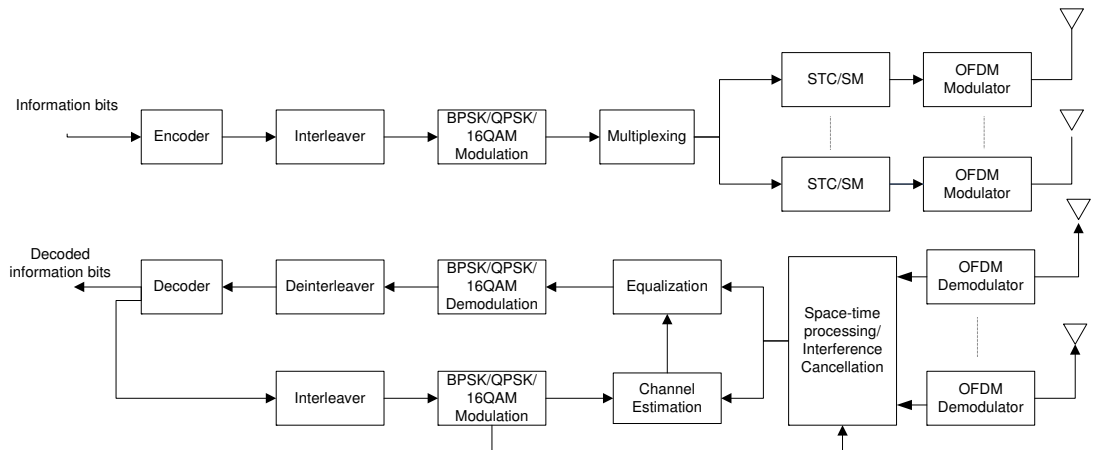 Information bits
Encoder
Interleaver
BPSK/QPSK/
16QAM
Modulation
Multiplexing
STC/SM
OFDM
Modulator
STC/SM
OFDM
Modulator
Decoded
information bits
Decoder
Deinterleaver
BPSK/QPSK/
16QAM
Demodulation
Equalization
Space-time
processing/
Interference
Cancellation
OFDM
Demodulator
Interleaver
BPSK/QPSK/
16QAM
Modulation
Channel
Estimation
OFDM
Demodulator